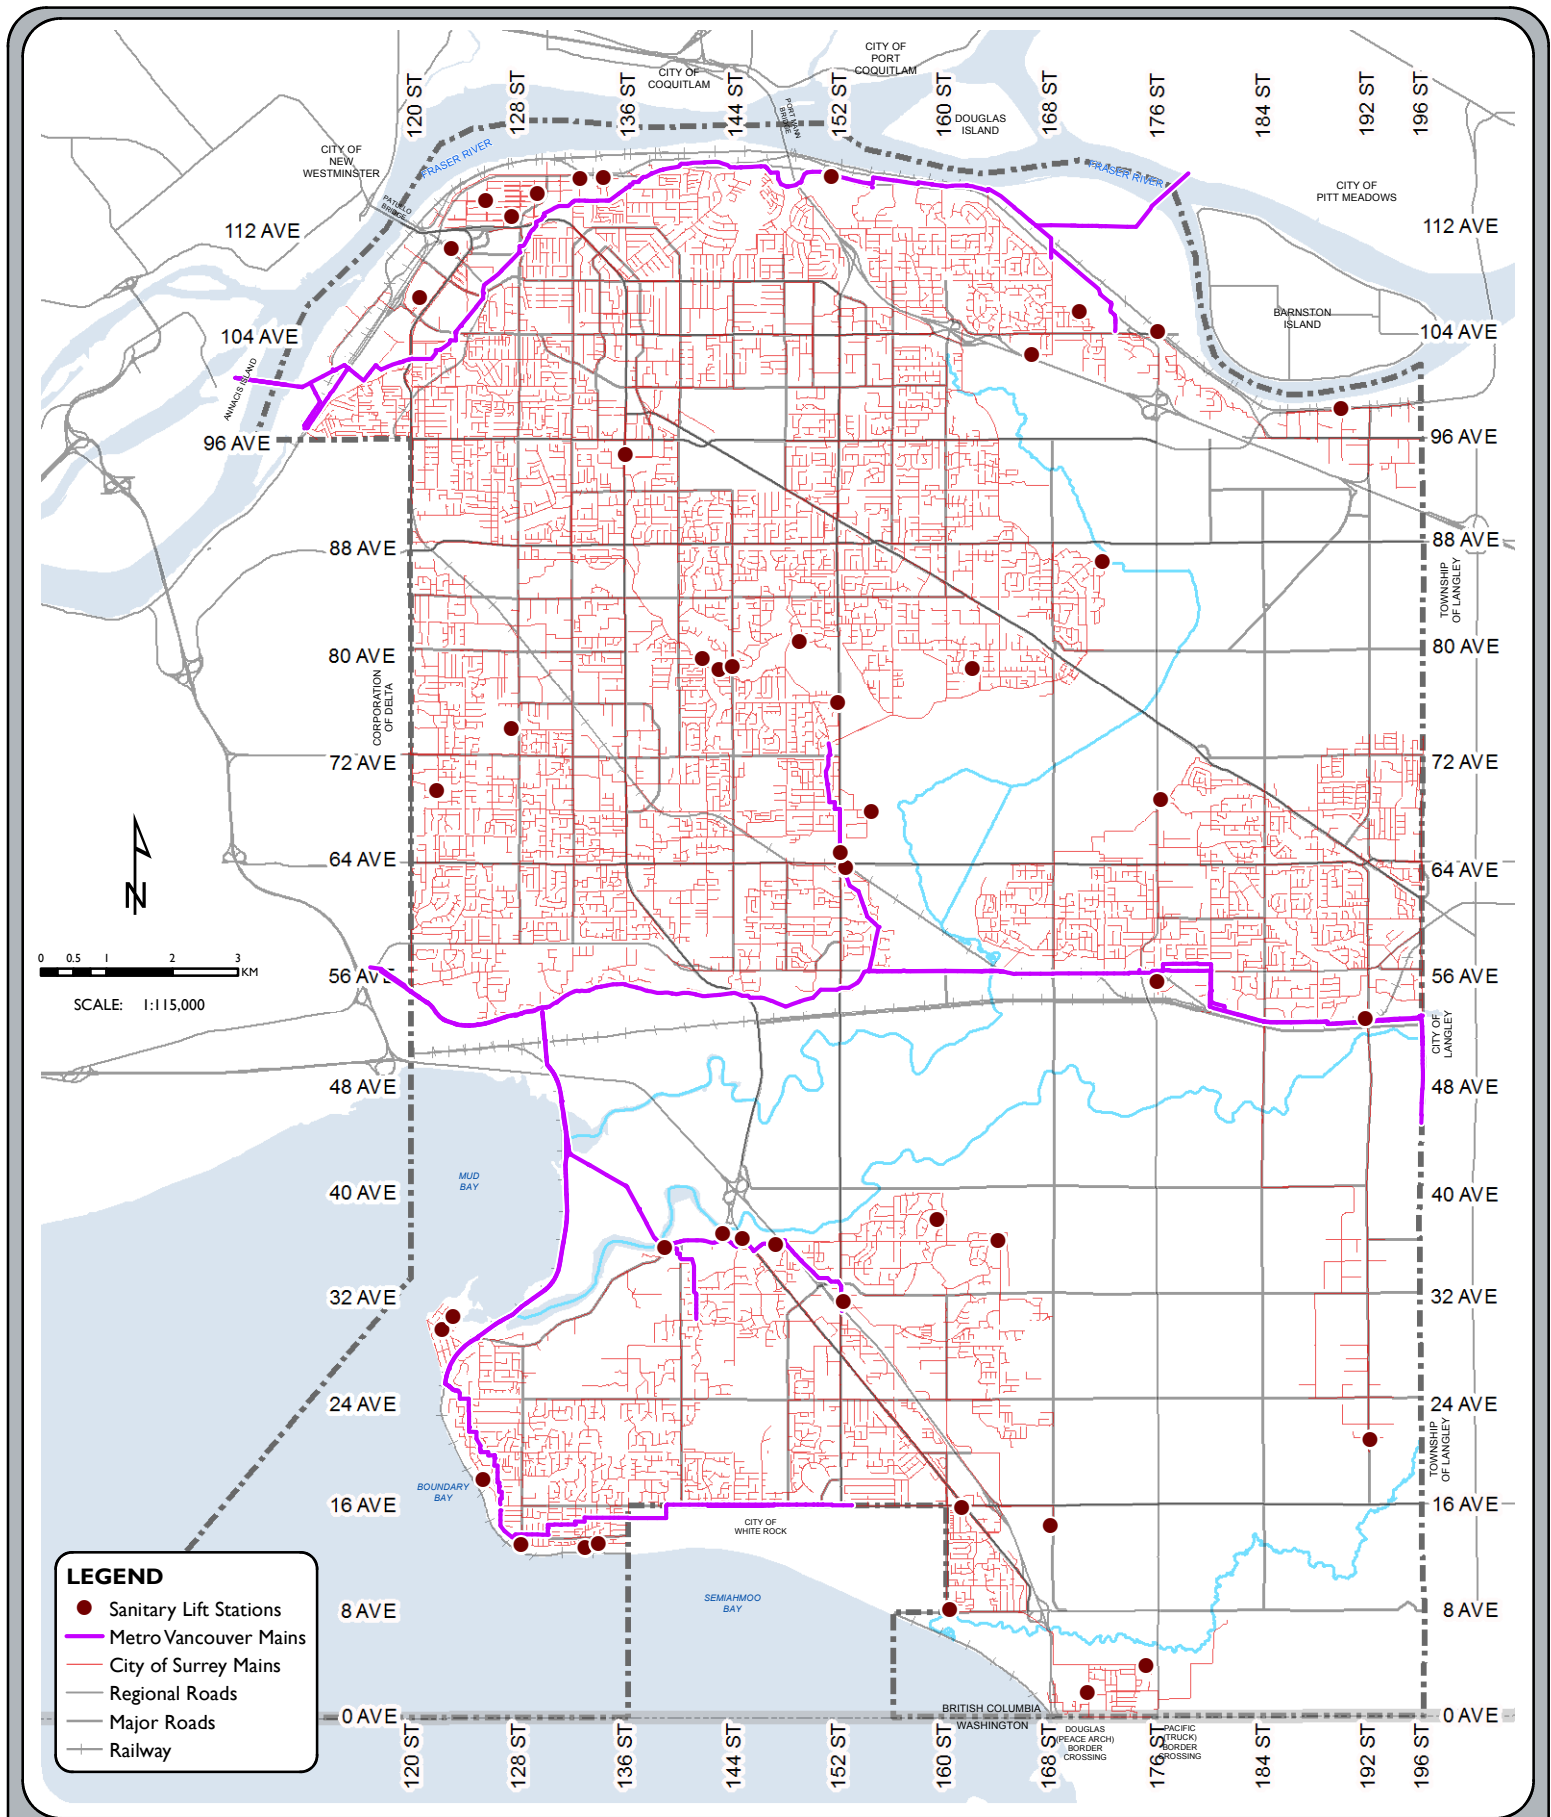 CITY OF
PORT
COQUITLAM
CITY OF
COQUITLAM
120 ST
128 ST
136 ST
144 ST
152 ST
160 ST
168 ST
176 ST
184 ST
192 ST
196 ST
PORT MANN
BRIDGE
DOUGLAS
ISLAND
CITY OF
NEW
WESTMINSTER
FRASER RIVER
FRASER RIVER
CITY OF
PITT MEADOWS
PATULLO
BRIDGE
112 AVE
112 AVE
BARNSTON
ISLAND
104 AVE
104 AVE
ANNACIS ISLAND
96 AVE
96 AVE
88 AVE
88 AVE
TOWNSHIP
OF LANGLEY
80 AVE
80 AVE
CORPORATION
OF DELTA
72 AVE
72 AVE
64 AVE
64 AVE
N
0 0.5 1 2 3
KM
SCALE: 1:115,000
56 AVE
56 AVE
CITY OF
LANGLEY
48 AVE
48 AVE
MUD
BAY
40 AVE
40 AVE
32 AVE
32 AVE
24 AVE
24 AVE
TOWNSHIP
OF LANGLEY
BOUNDARY
BAY
16 AVE
16 AVE
CITY OF
WHITE ROCK
SEMIAHMOO
BAY
8 AVE
8 AVE
LEGEND
Sanitary Lift Stations
Metro Vancouver Mains
City of Surrey Mains
Regional Roads
Major Roads
Railway
0 AVE
0 AVE
BRITISH COLUMBIA
WASHINGTON
DOUGLAS
(PEACE ARCH)
BORDER
CROSSING
PACIFIC
(TRUCK)
BORDER
CROSSING
120 ST
128 ST
136 ST
144 ST
152 ST
160 ST
168 ST
176 ST
184 ST
192 ST
196 ST